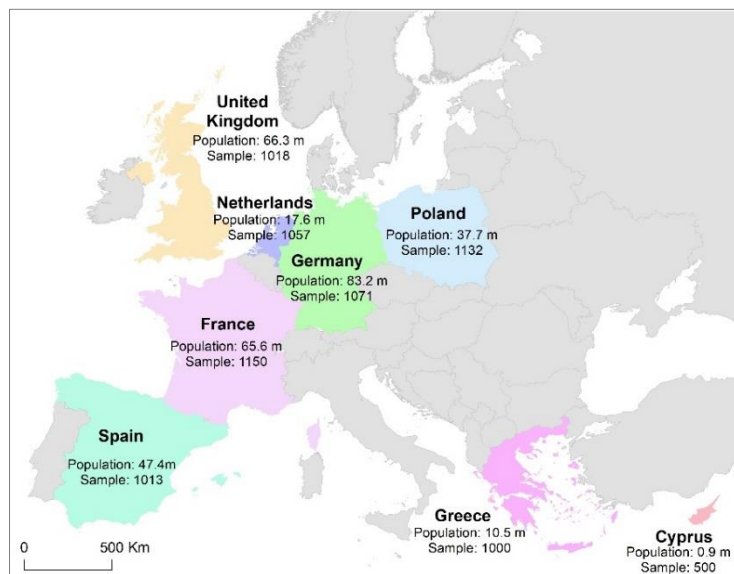 United
Kingdom
Population: 66.3 m
Sample: 1018
Netherlands
Population: 17.6 m
Sample: 1057
Germany
Population: 83.2 m
Sample: 1071
Poland
Population: 37.7 m
Sample: 1132
France
Population: 65.6 m
Sample: 1150
Spain
Population: 47.4m
Sample: 1013
Greece
Population: 10.5 m
Sample: 1000
Cyprus
Population: 0.9 m
Sample: 500
0 500 Km